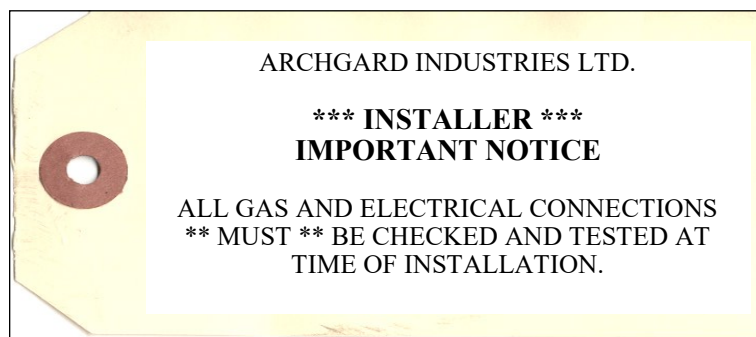 ARCHGARD INDUSTRIES LTD.
*** INSTALLER ***
IMPORTANT NOTICE
ALL GAS AND ELECTRICAL CONNECTIONS
** MUST ** BE CHECKED AND TESTED AT
TIME OF INSTALLATION.